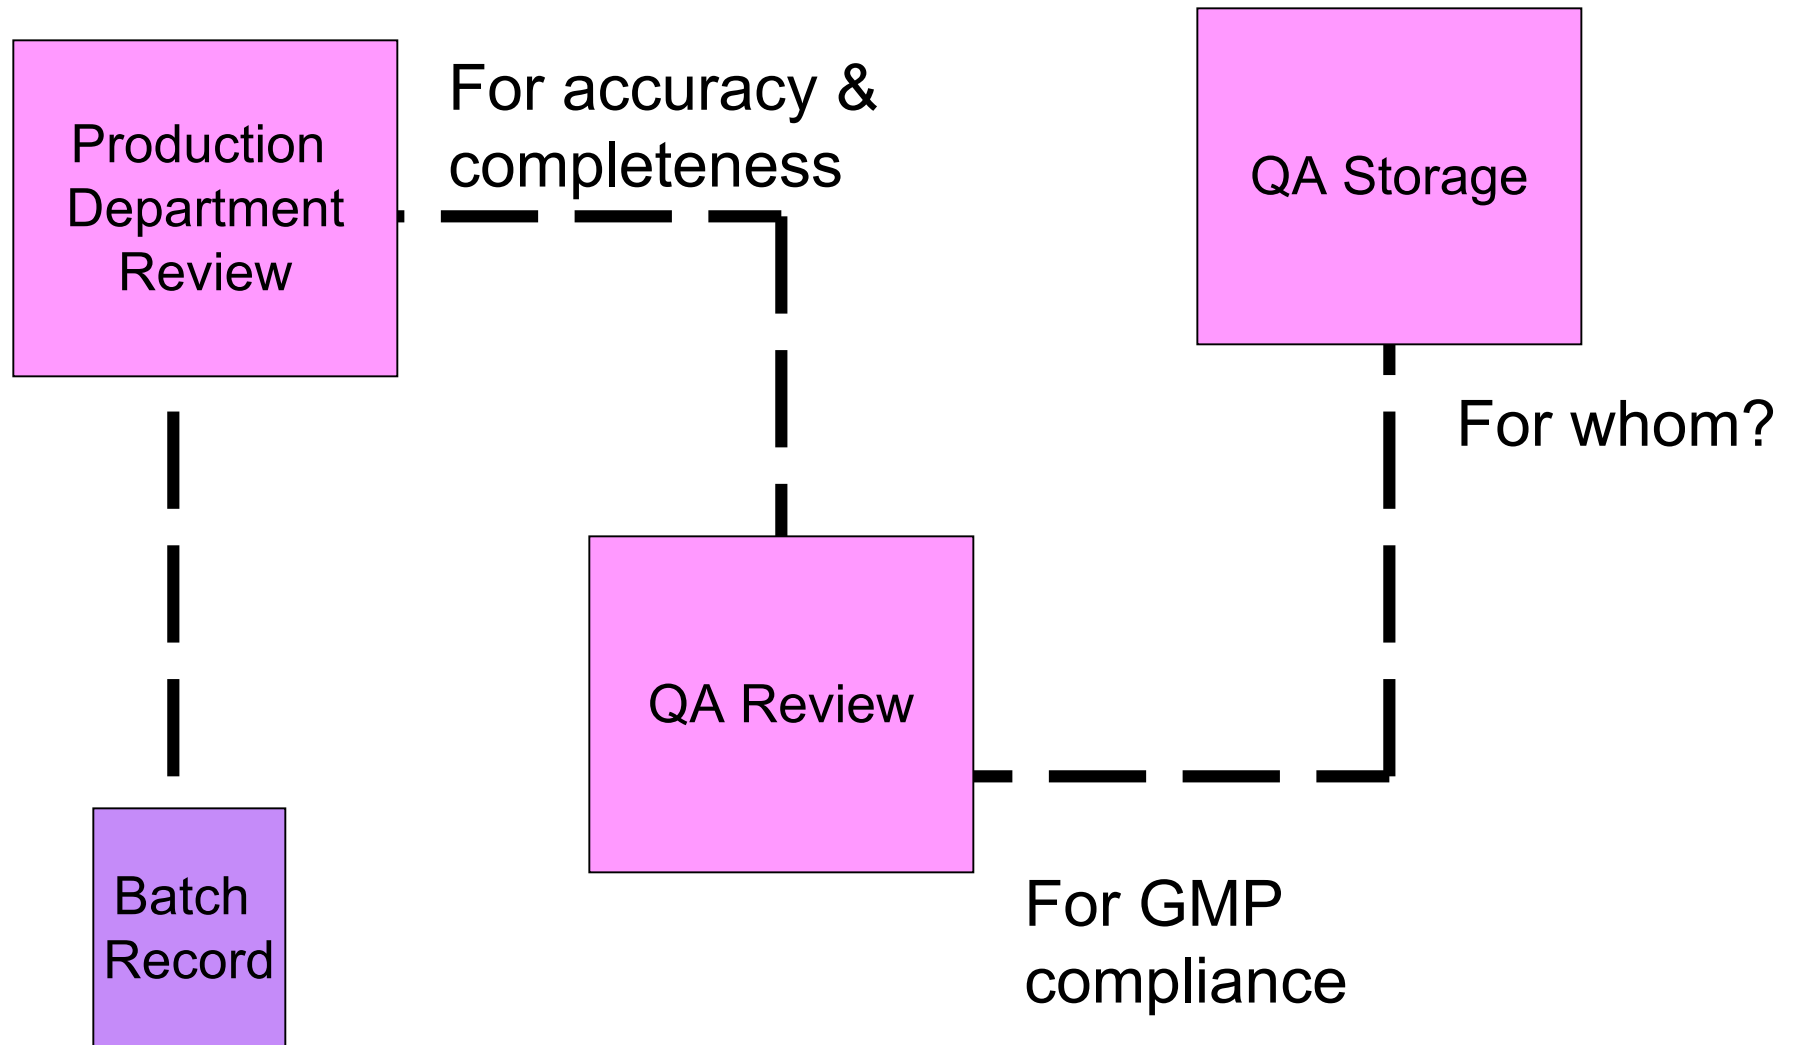 Production
Department
Review
For accuracy &
completeness
QA Storage
For whom?
QA Review
For GMP
compliance
Batch
Record